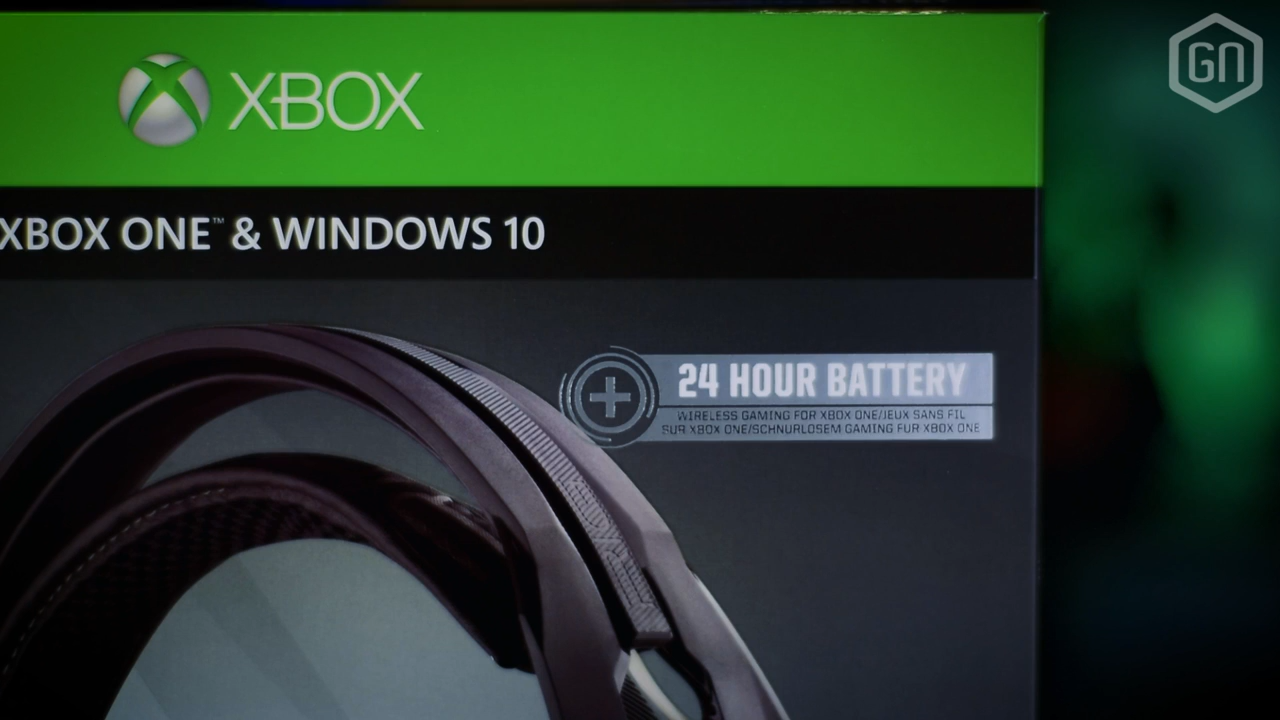 GN
XBOX
XBOX ONE™ & WINDOWS 10
24 HOUR BATTERY
WIRELESS GAMING FOR XBOX ONE/JEUX SANS FIL
SUR XBOX ONE/SCHNURLOSEM GAMING FUR XBOX ONE